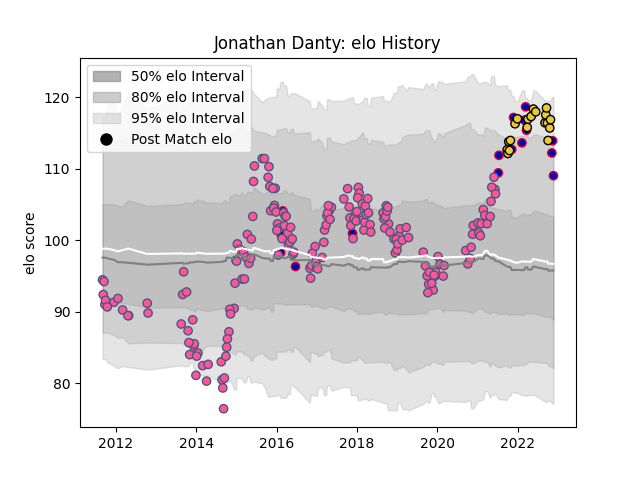 Jonathan Danty: elo History
50% elo Interval
80% elo Interval
95% elo Interval
Post Match elo
elo score
120
110
100
90
80
2012 2014 2016 2018 2020 2022